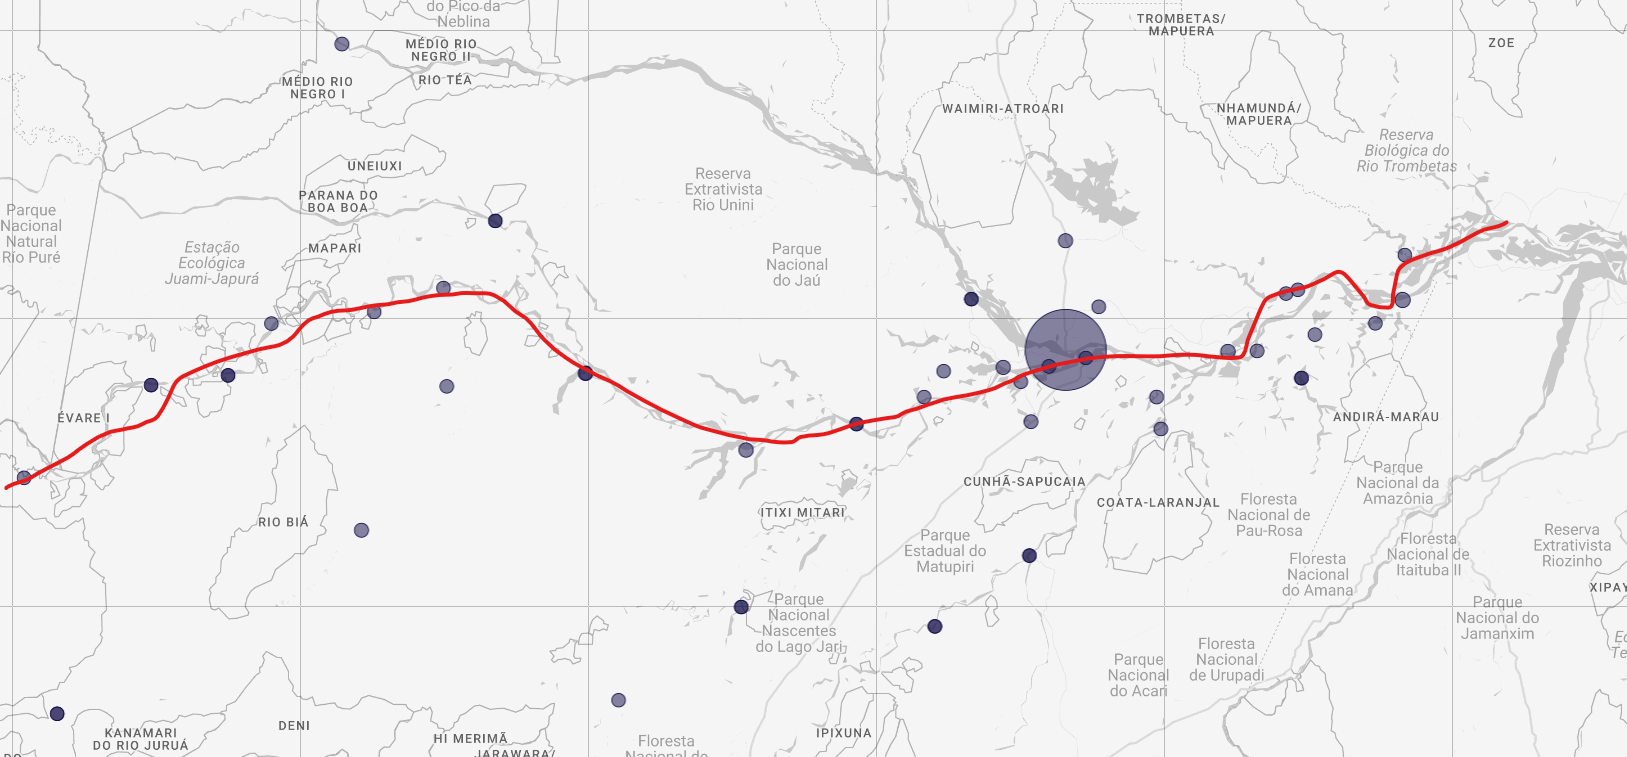 do Pico da
Neblina
MÉDIO RIO
NEGRO II
RIO TÉA
MÉDIO RIO
NEGRO I
TROMBETAS/
MAPUERA
ZOE
WAIMIRI-ATROARI
NHAMUNDÁ/
MAPUERA
Reserva
Biológica do
Rio Trombetas
UNEIUXI
PARANA DO
BOA BOA
Reserva
Extrativista
Rio Unini
Parque
Nacional
Natural
Río Puré
Estação
Ecológica
Juami-Japurá
MAPARI
Parque
Nacional
do Jaú
ÉVARE I
ANDIRÁ-MARAU
RIO BIÁ
ITIXI MITARI
CUNHÃ-SAPUCAIA
COATA-LARANJAL
Parque
Nacional da
Amazônia
Floresta
Nacional de
Pau-Rosa
Parque
Estadual do
Matupiri
Floresta
Nacional de
Itaituba II
Reserva
Extrativista
Riozinho
Floresta
Nacional
do Amana
XIPAY
Parque
Nacional
Nascentes
do Lago Jari
Parque
Nacional do
Jamanxim
Floresta
Nacional
de Urupadi
Parque
Nacional
do Acari
KANAMARI
DO RIO JURUÁ
DENI
HI MERIMÃ
JARAWARA/
IPIXUNA
Floresta
Nacional de